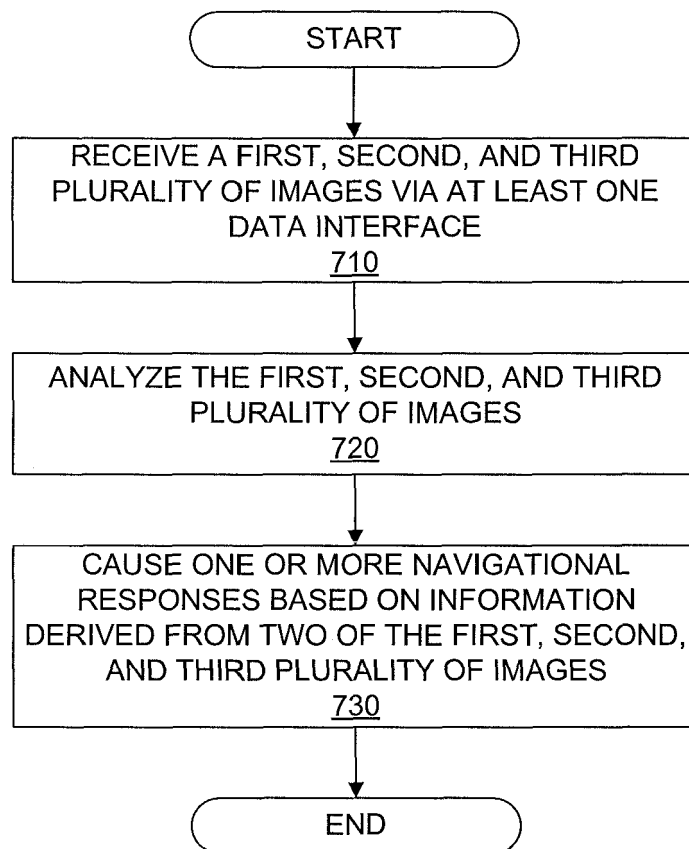 START
RECEIVE A FIRST, SECOND, AND THIRD
PLURALITY OF IMAGES VIA AT LEAST ONE
DATA INTERFACE
710
ANALYZE THE FIRST, SECOND, AND THIRD
PLURALITY OF IMAGES
720
CAUSE ONE OR MORE NAVIGATIONAL
RESPONSES BASED ON INFORMATION
DERIVED FROM TWO OF THE FIRST, SECOND,
AND THIRD PLURALITY OF IMAGES
730
END